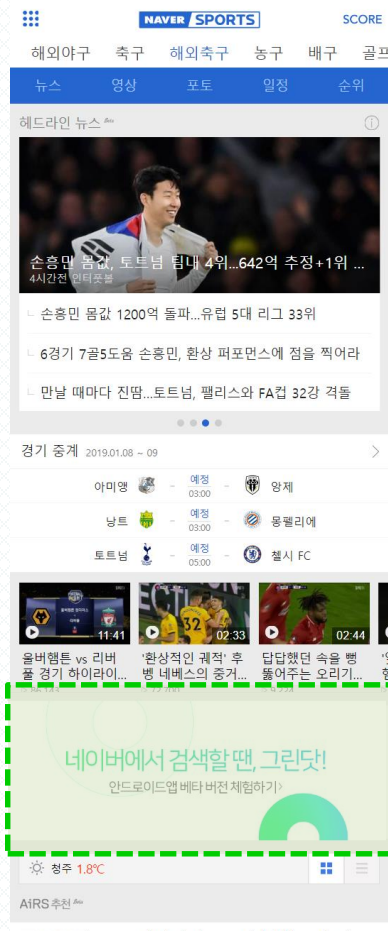 NAVER SPORTS
SCORE
해외야구 축구 해외축구 농구 배구 골프
뉴스 영상 포토 일정 순위
헤드라인 뉴스 Beta
손흥민 몸값, 토트넘 팀내 4위...642억 추정+1위 ...
4시간전 인터풋볼
손흥민 몸값 1200억 돌파...유럽 5대 리그 33위
6경기 7골5도움 손흥민, 환상 퍼포먼스에 점을 찍어라
만날 때마다 진땀...토트넘, 팰리스와 FA컵 32강 격돌
경기 중계 2019.01.08 ~ 09
아미앵 - 예정 03:00 - 앙제
낭트 - 예정 03:00 - 몽펠리에
토트넘 - 예정 05:00 - 첼시 FC
11:41
02:33
02:44
울버햄튼 vs 리버
풀 경기 하이라이...
'환상적인 궤적' 후
벵 네베스의 중거...
답답했던 속을 뻥
뚫어주는 오리기...
네이버에서 검색할 땐, 그린닷!
안드로이드앱 베타 버전 체험하기>
청주 1.8℃
AiRS 추천 Beta